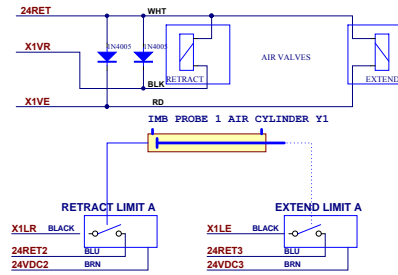 24RET WHT
1N4005 1N4005
X1VR
AIR VALVES
RETRACT EXTEND
BLK
X1VE RD
IMB PROBE 1 AIR CYLINDER Y1
RETRACT LIMIT A EXTEND LIMIT A
X1LR BLACK X1LE BLACK
24RET2 BLU 24RET3 BLU
24VDC2 BRN 24VDC3 BRN